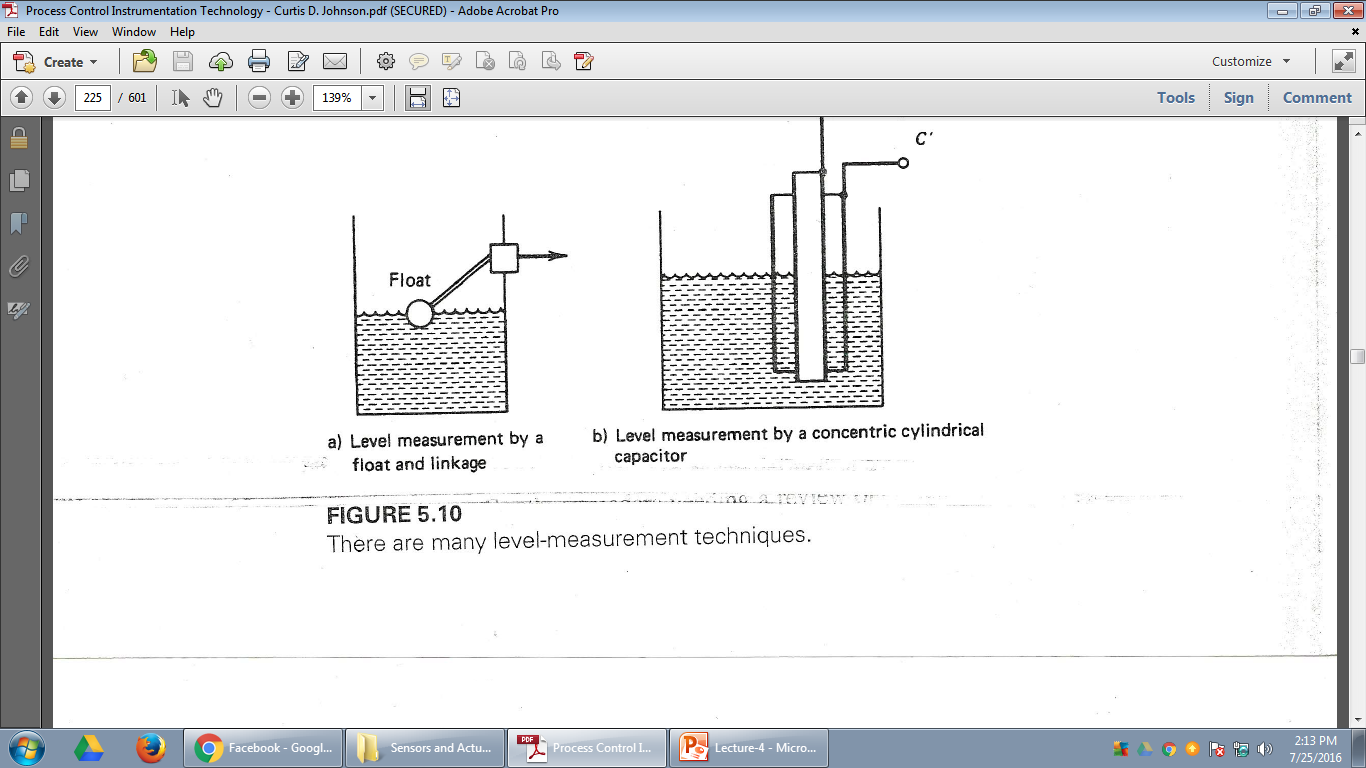 Process Control Instrumentation Technology - Curtis D. Johnson.pdf (SECURED) - Adobe Acrobat Pro
File Edit View Window Help
Create
Customize
225 / 601
139%
Tools Sign Comment
C'
Float
a) Level measurement by a
float and linkage
b) Level measurement by a concentric cylindrical
capacitor
FIGURE 5.10
There are many level-measurement techniques.
Facebook - Googl...
Sensors and Actu...
PDF
Process Control I...
Lecture-4 - Micro...
2:13 PM
7/25/2016